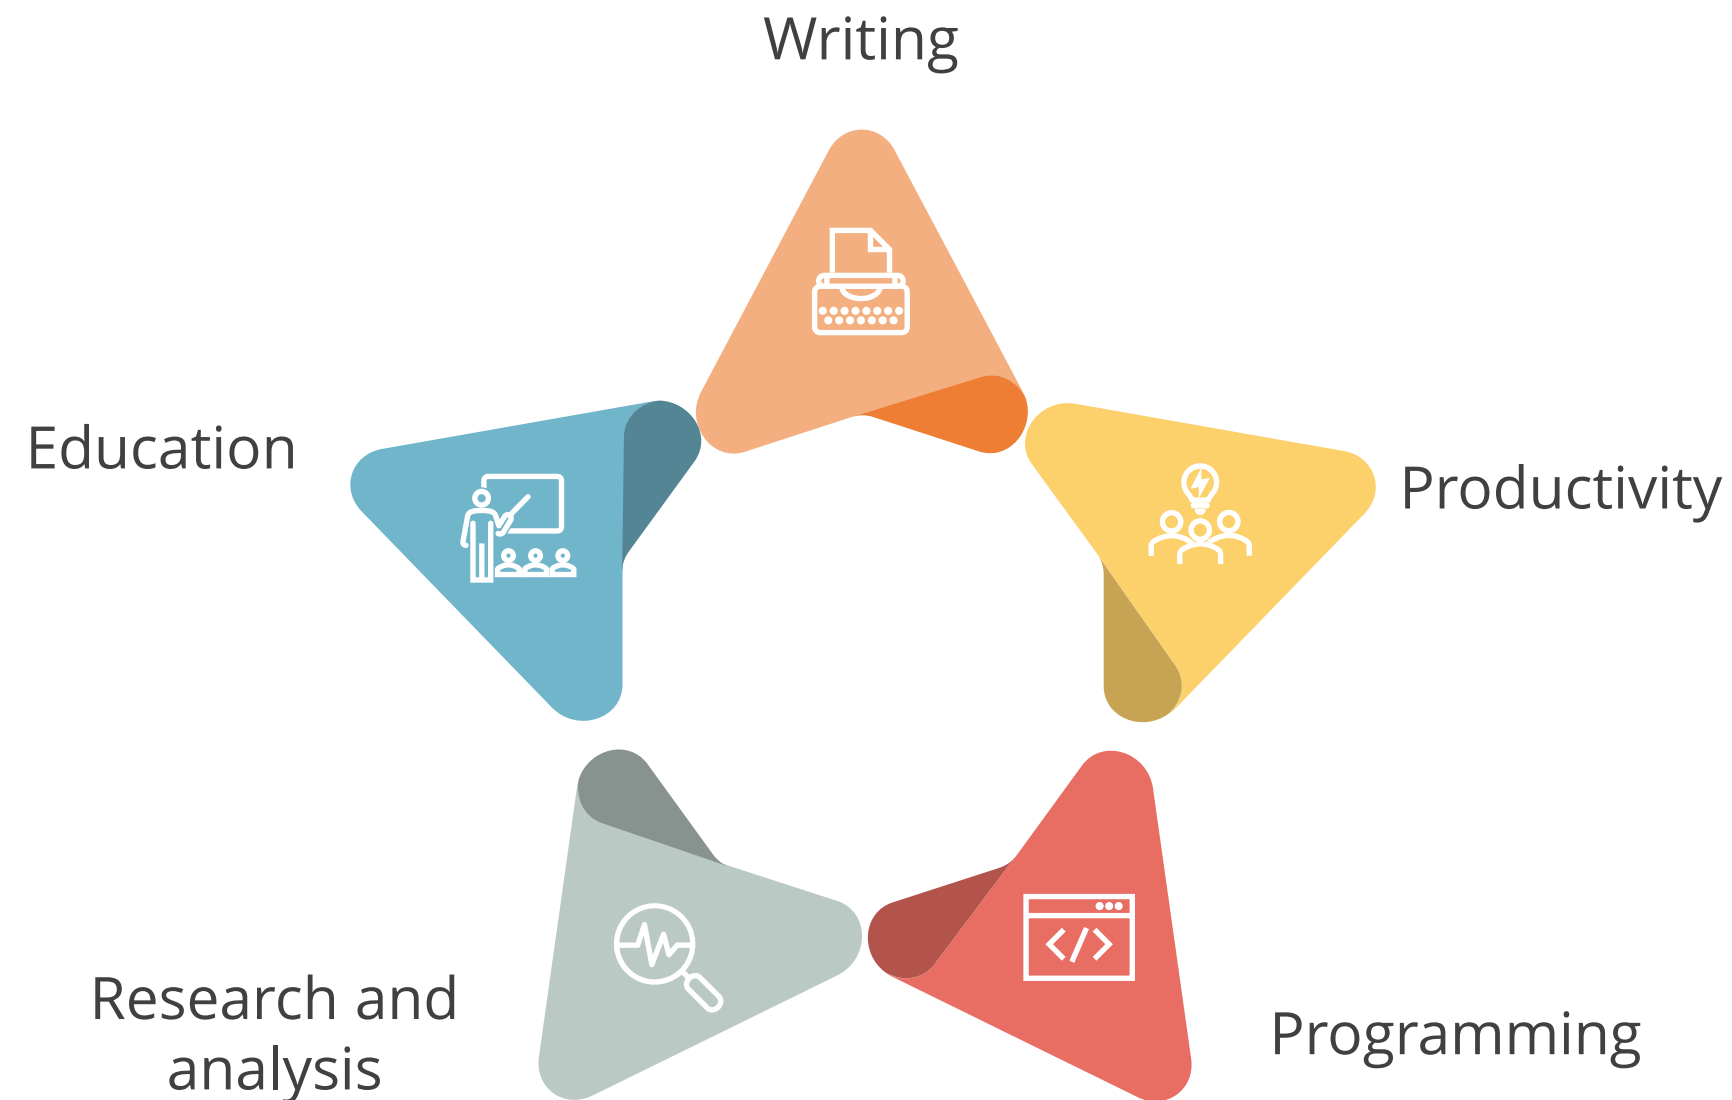 Writing
Education
Productivity
Research and
analysis
Programming